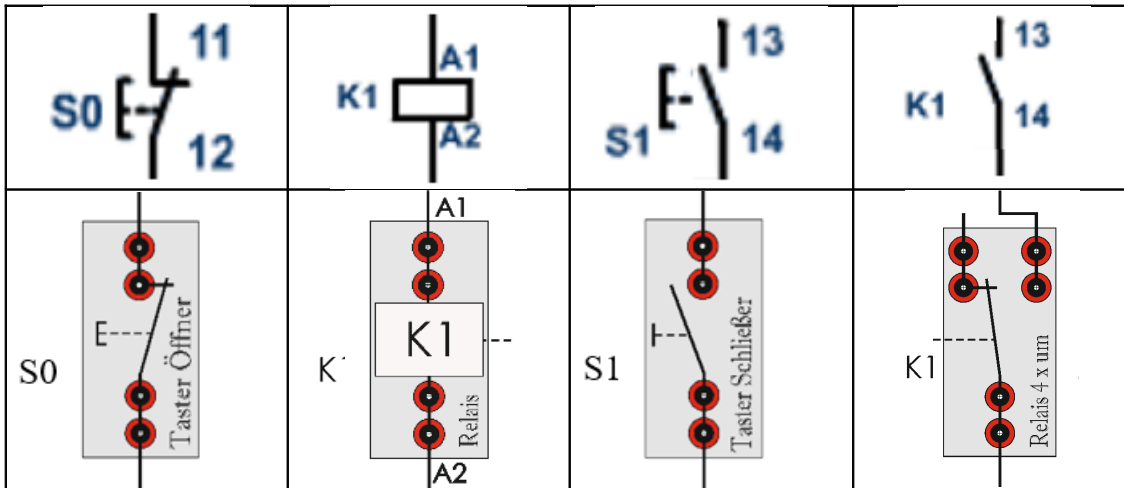 11
S0
12
A1
K1
A2
13
S1
14
13
K1
14
S0
Taster Öffner
A1
K1
K
Relais
A2
S1
Taster Schließer
K1
Relais 4 x um